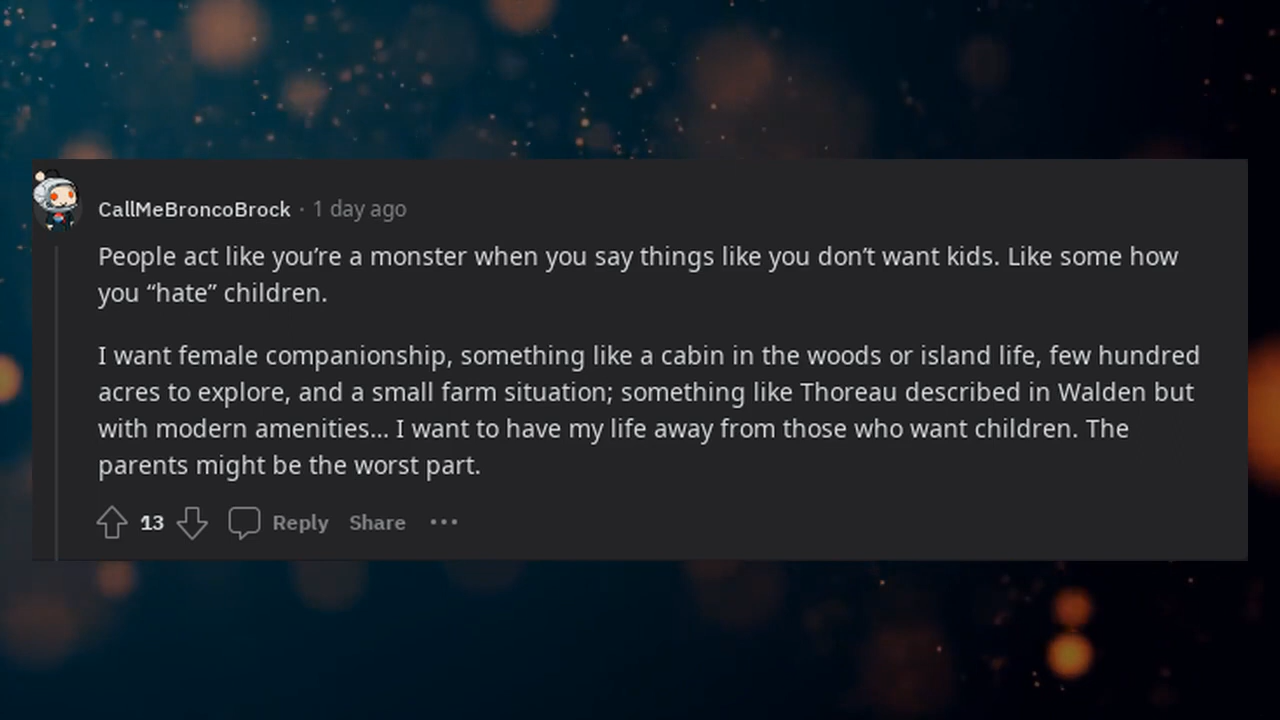 CallMeBroncoBrock · 1 day ago
People act like you’re a monster when you say things like you don’t want kids. Like some how
you “hate” children.
I want female companionship, something like a cabin in the woods or island life, few hundred
acres to explore, and a small farm situation; something like Thoreau described in Walden but
with modern amenities... I want to have my life away from those who want children. The
parents might be the worst part.
13 Reply Share •••